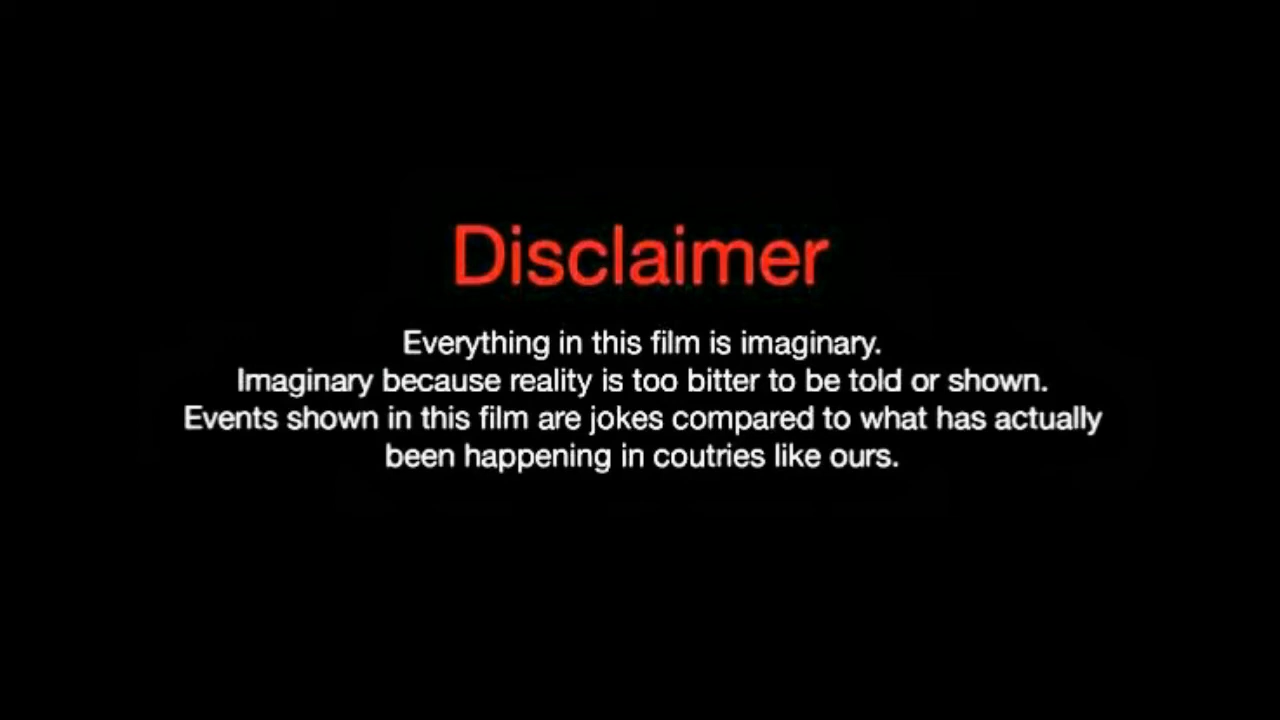 Disclaimer
Everything in this film is imaginary.
Imaginary because reality is too bitter to be told or shown.
Events shown in this film are jokes compared to what has actually
been happening in coutries like ours.